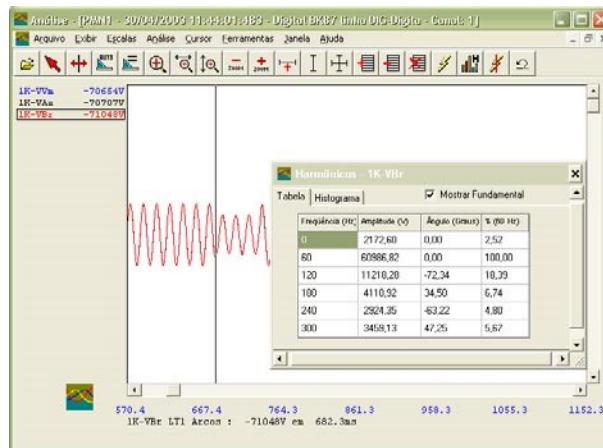 Análise - [PMN1 - 30/04/2003 11:44:01:483 - Digital BK87 linha DIG-Digita - Canal: 1]
Arquivo Exibir Escalas Análise Cursor Ferramentas Janela Ajuda
1K-VVm -70654V
1K-VAm -70707V
1K-VBr -71048V
Harmônicos - 1K-VBr
Tabela Histograma Mostrar Fundamental
Freqüência (Hz) Amplitude (V) Ângulo (Graus) % (60 Hz)
0 2172,60 0,00 2,52
60 60986,82 0,00 100,00
120 11218,28 -72,34 18,39
180 4110,92 34,50 6,74
240 2924,35 -63,22 4,80
300 3459,13 47,25 5,67
570.4 667.4 764.3 861.3 958.3 1055.3 1152.3
1K-VBr LT1 Arcos : -71048V em 682.3ms